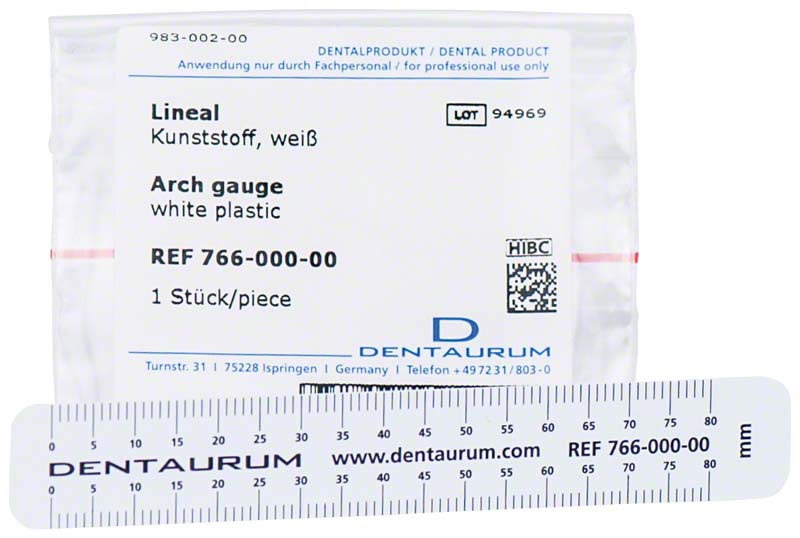 983-002-00
DENTALPRODUKT / DENTAL PRODUCT
Anwendung nur durch Fachpersonal / for professional use only
Lineal
LOT 94969
Kunststoff, weiß
Arch gauge
white plastic
HIBC
REF 766-000-00
1 Stück/piece
D
DENTAURUM
Turnstr. 31 I 75228 Ispringen I Germany I Telefon +497231/803-0
0 5 10 15 20 25 30 35 40 45 50 55 60 65 70 75 80
DENTAURUM www.dentaurum.com REF 766-000-00 mm
0 5 10 15 20 25 30 35 40 45 50 55 60 65 70 75 80